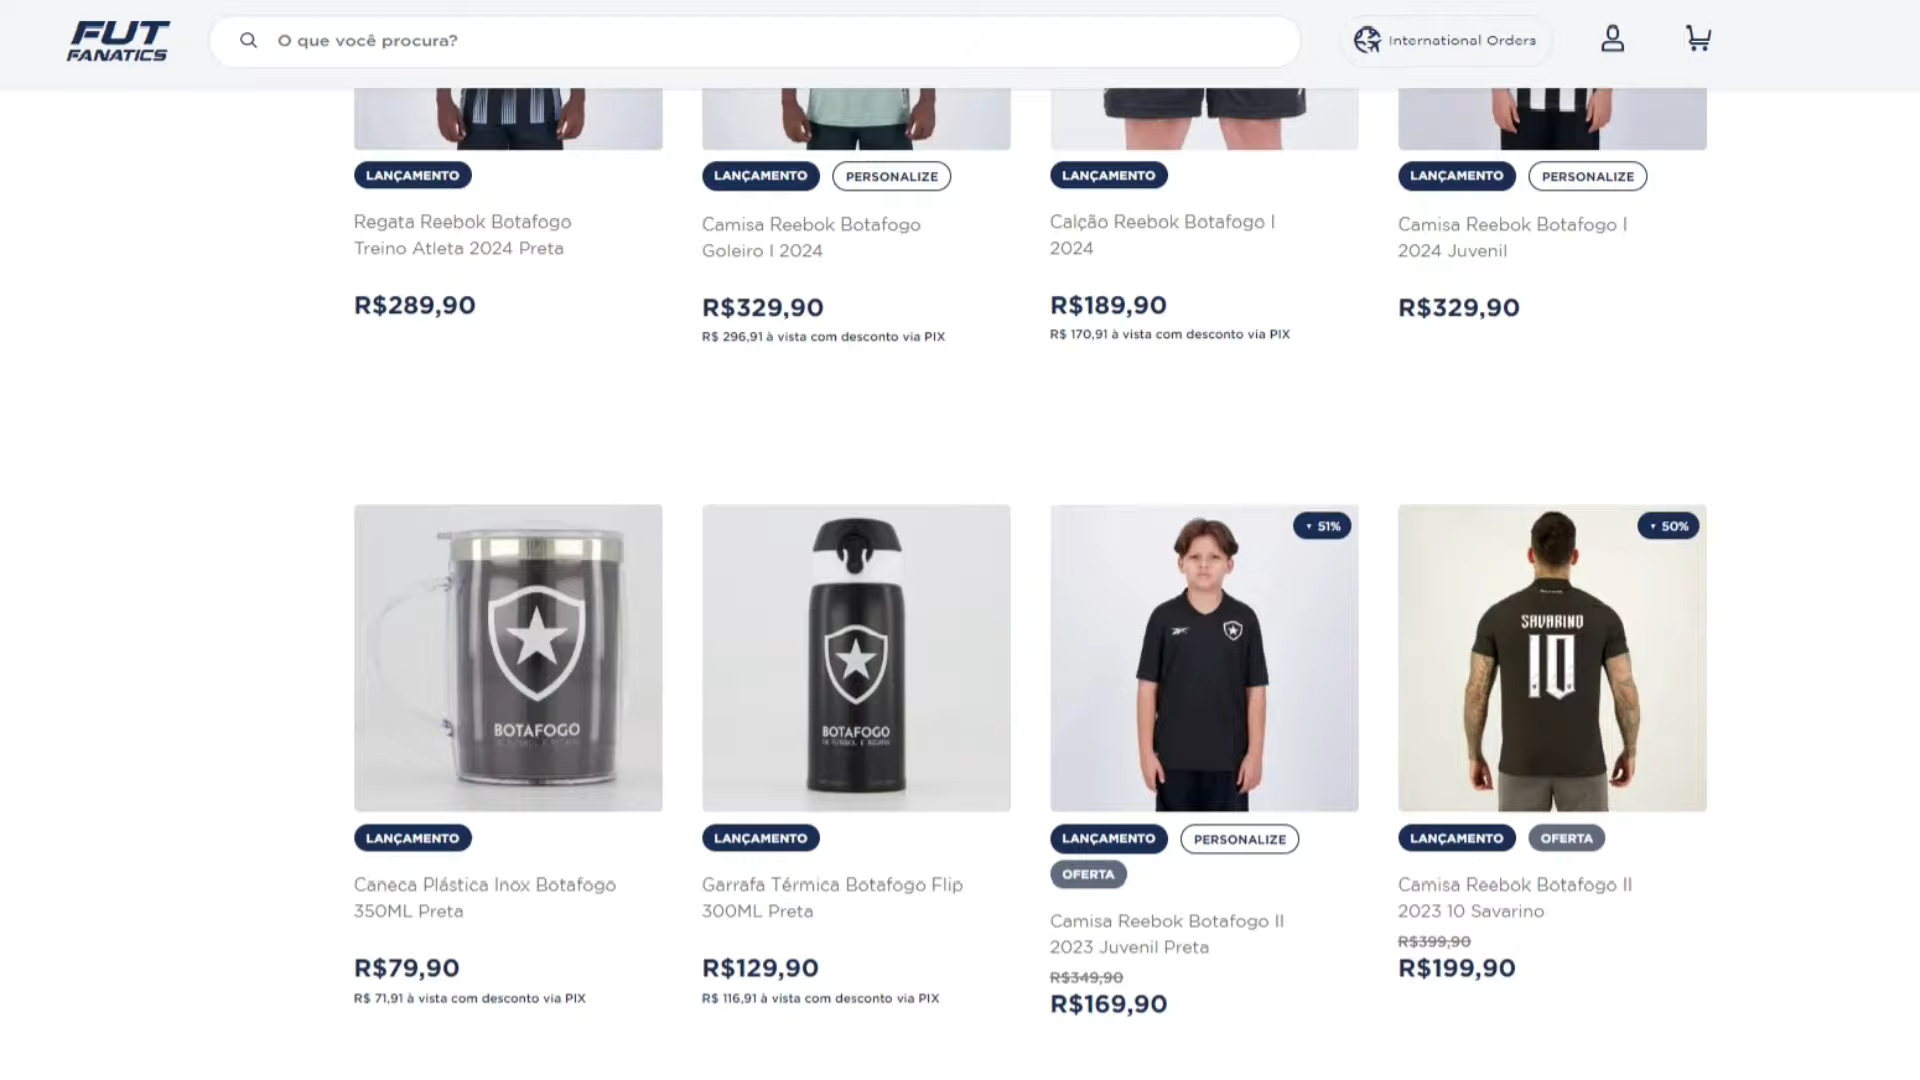 FUT
FANATICS
O que você procura?
International Orders
LANÇAMENTO
Regata Reebok Botafogo
Treino Atleta 2024 Preta
R$289,90
LANÇAMENTO
PERSONALIZE
Camisa Reebok Botafogo
Goleiro I 2024
R$329,90
R$ 296,91 à vista com desconto via PIX
LANÇAMENTO
Calção Reebok Botafogo I
2024
R$189,90
R$ 170,91 à vista com desconto via PIX
LANÇAMENTO
PERSONALIZE
Camisa Reebok Botafogo I
2024 Juvenil
R$329,90
BOTAFOGO
LANÇAMENTO
Caneca Plástica Inox Botafogo
350ML Preta
R$79,90
R$ 71,91 à vista com desconto via PIX
BOTAFOGO
DE FUTEBOL E REGATAS
LANÇAMENTO
Garrafa Térmica Botafogo Flip
300ML Preta
R$129,90
R$ 116,91 à vista com desconto via PIX
51%
LANÇAMENTO
PERSONALIZE
OFERTA
Camisa Reebok Botafogo II
2023 Juvenil Preta
R$349,90
R$169,90
50%
SAVARINO
10
LANÇAMENTO
OFERTA
Camisa Reebok Botafogo II
2023 10 Savarino
R$399,90
R$199,90